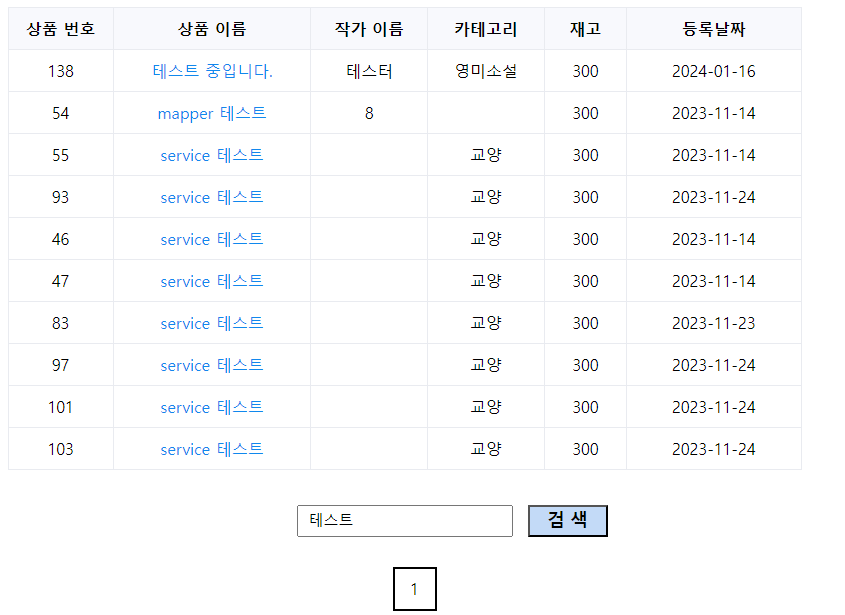 상품 번호 상품 이름 작가 이름 카테고리 재고 등록날짜
138 테스트 중입니다. 테스터 영미소설 300 2024-01-16
54 mapper 테스트 8 300 2023-11-14
55 service 테스트 교양 300 2023-11-14
93 service 테스트 교양 300 2023-11-24
46 service 테스트 교양 300 2023-11-14
47 service 테스트 교양 300 2023-11-14
83 service 테스트 교양 300 2023-11-23
97 service 테스트 교양 300 2023-11-24
101 service 테스트 교양 300 2023-11-24
103 service 테스트 교양 300 2023-11-24
테스트 검 색
1